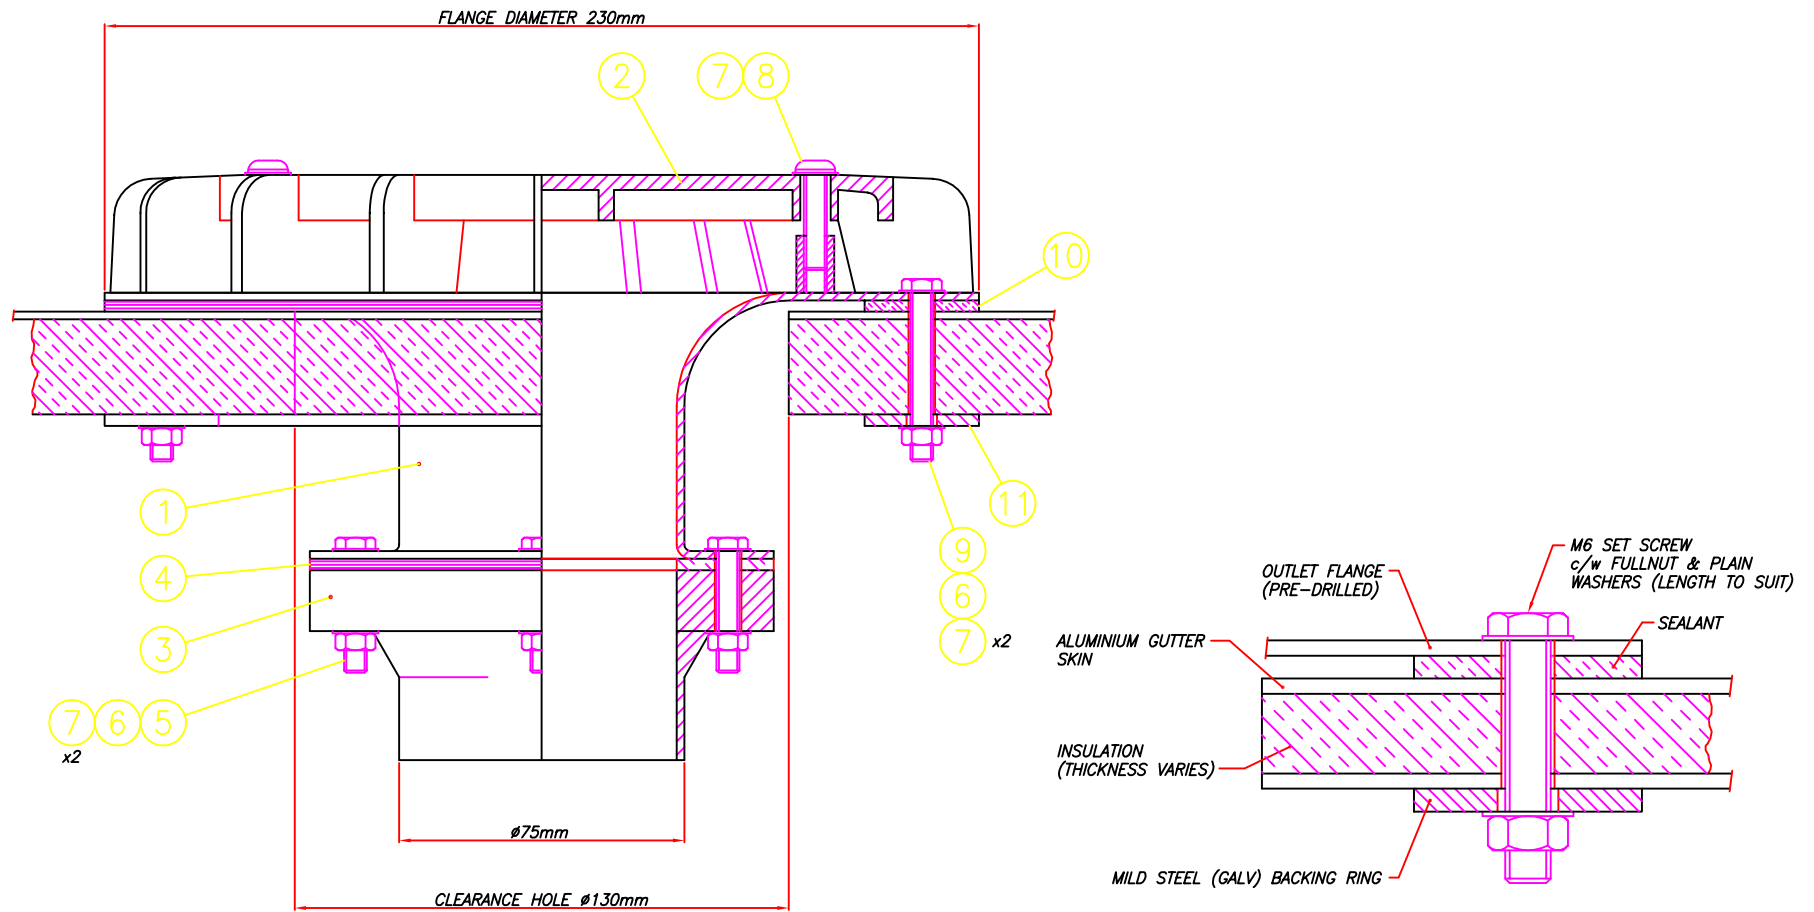 FLANGE DIAMETER 230mm
2
7 8
10
1
4
3
7 6 5
x2
11
9
6
7 x2
ø75mm
CLEARANCE HOLE ø130mm
M6 SET SCREW
c/w FULLNUT & PLAIN
WASHERS (LENGTH TO SUIT)
OUTLET FLANGE
(PRE-DRILLED)
SEALANT
ALUMINIUM GUTTER
SKIN
INSULATION
(THICKNESS VARIES)
MILD STEEL (GALV) BACKING RING